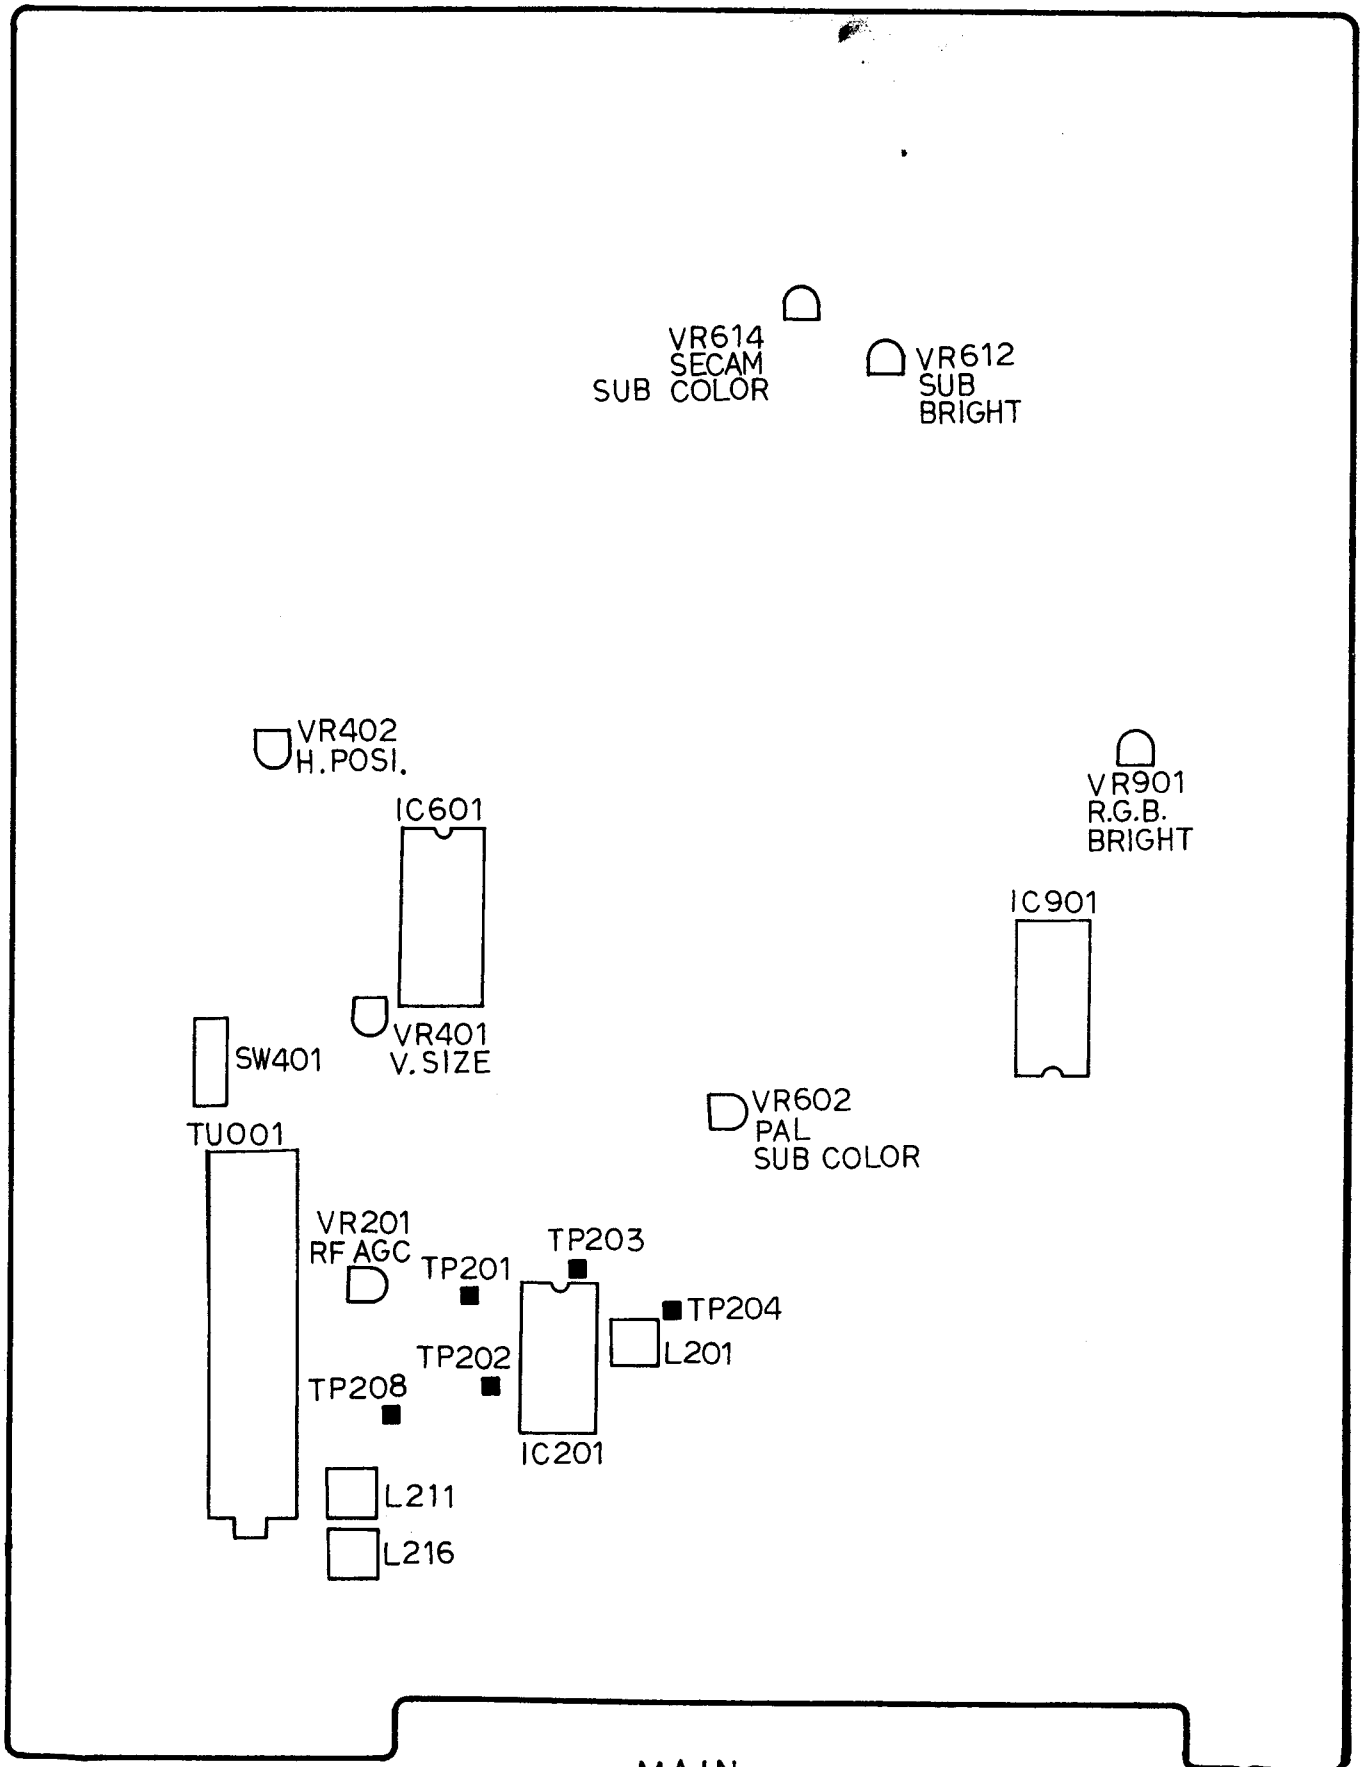 VR614
SECAM
SUB COLOR
VR612
SUB
BRIGHT
VR402
H.POSI.
VR901
R.G.B.
BRIGHT
IC601
IC901
VR401
V.SIZE
SW401
VR602
PAL
SUB COLOR
TU001
VR201
RF AGC
TP201
TP203
TP204
L201
TP202
TP208
IC201
L211
L216
MAIN